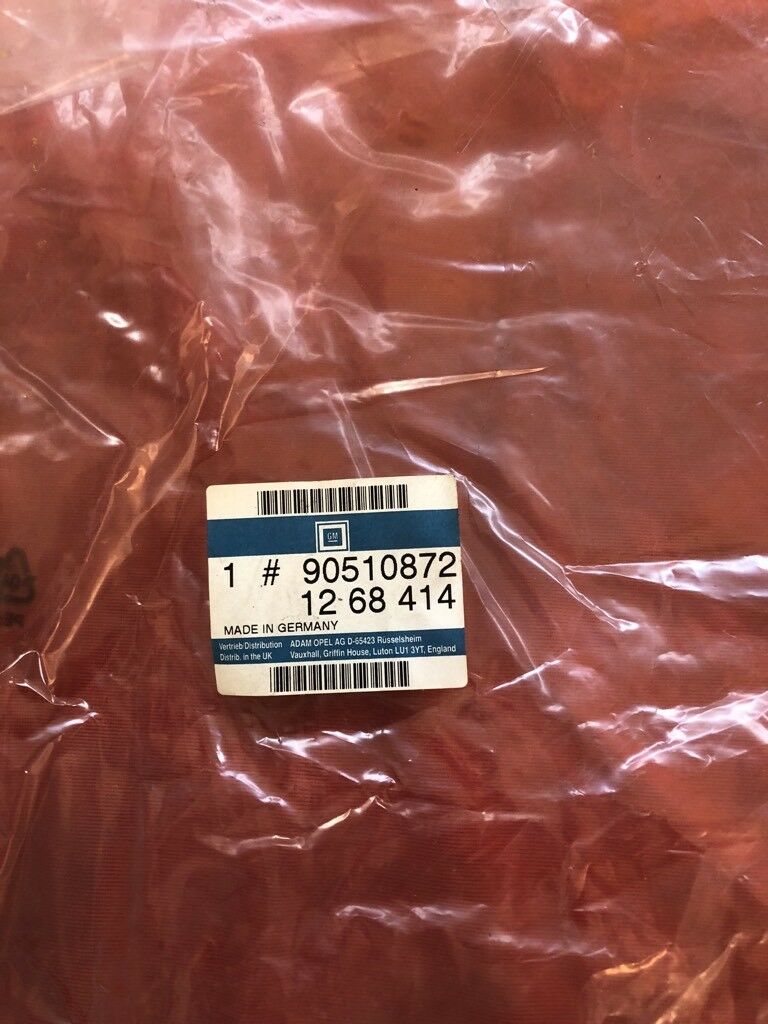 GM
1 # 90510872
12 68 414
MADE IN GERMANY
Vertrieb/Distribution ADAM OPEL AG D-65423 Rüsselsheim
Distrib. in the UK Vauxhall, Griffin House, Luton LU1 3YT, England